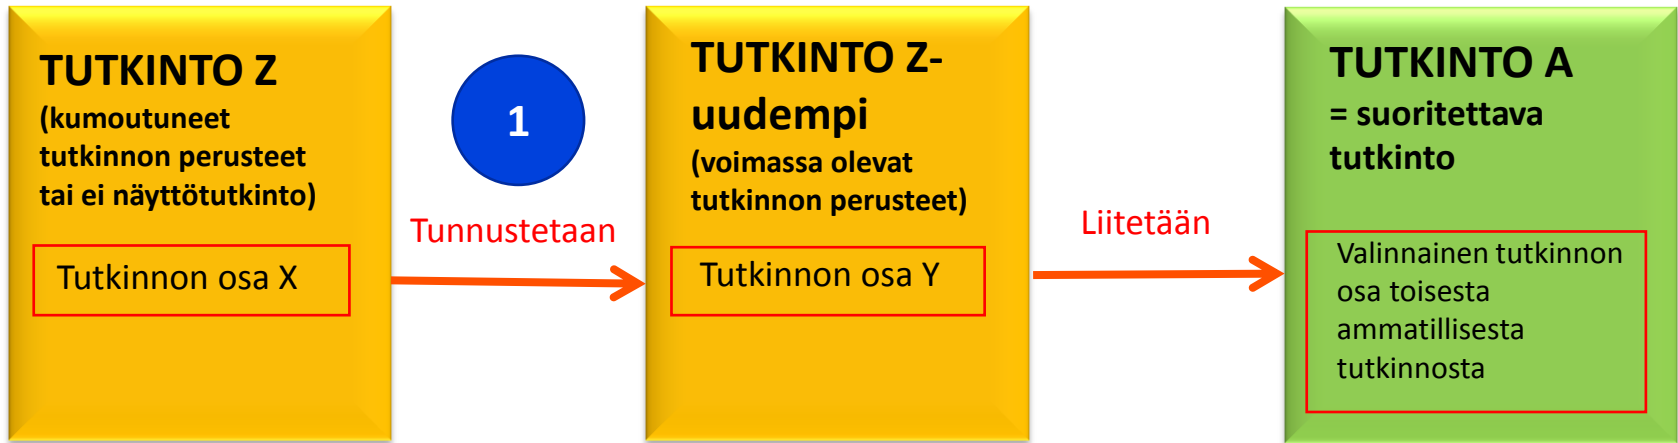 TUTKINTO Z
(kumoutuneet
tutkinnon perusteet
tai ei näyttötutkinto)
Tutkinnon osa X
1
Tunnustetaan
TUTKINTO Z-
uudempi
(voimassa olevat
tutkinnon perusteet)
Tutkinnon osa Y
Liitetään
TUTKINTO A
= suoritettava
tutkinto
Valinnainen tutkinnon
osa toisesta
ammatillisesta
tutkinnosta